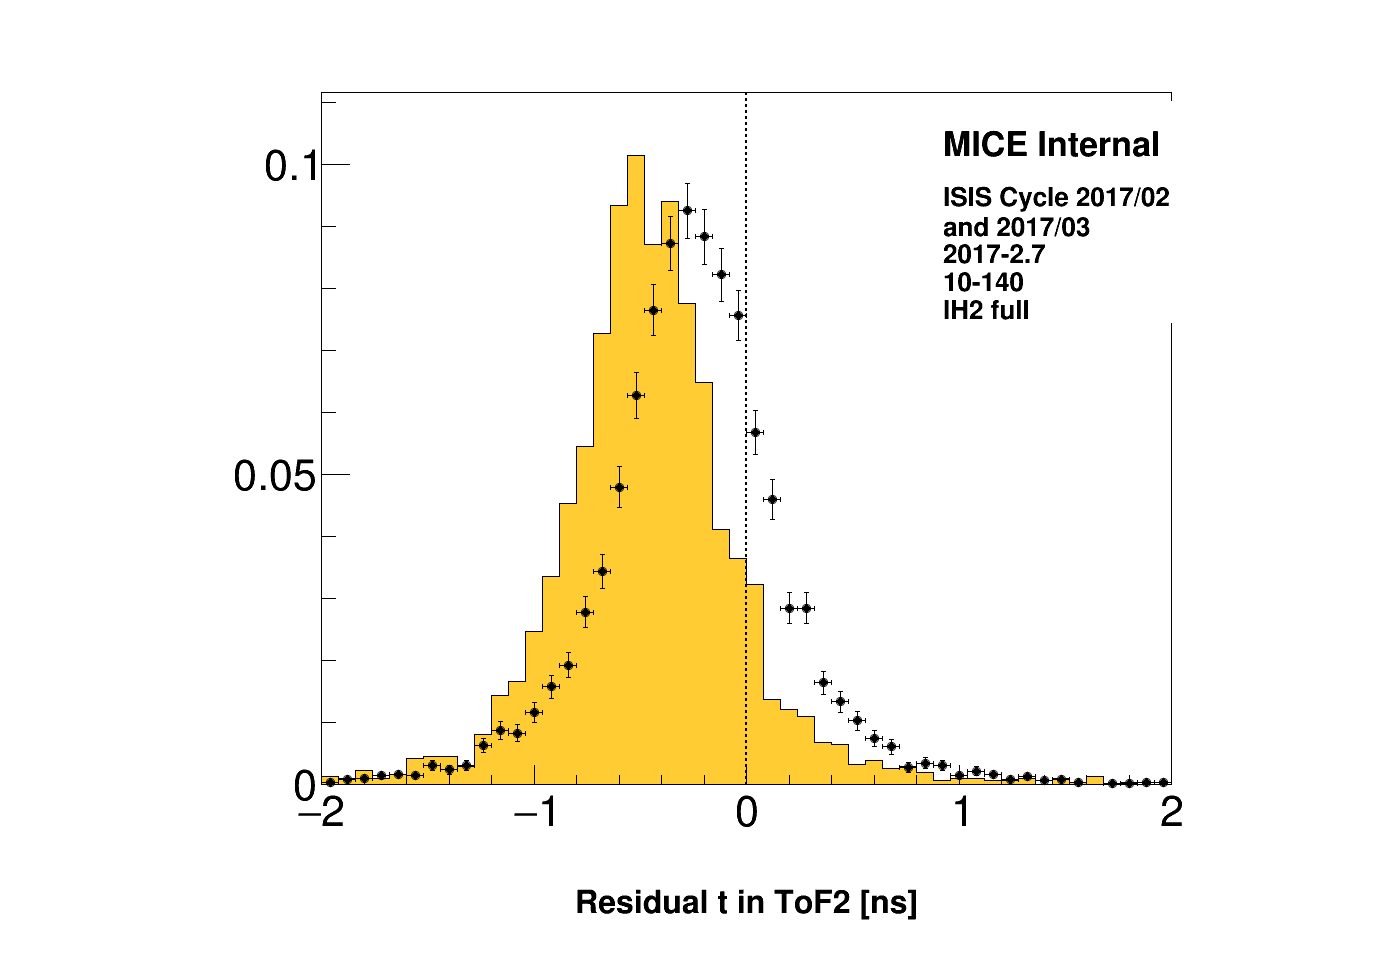 MICE Internal
ISIS Cycle 2017/02
and 2017/03
2017-2.7
10-140
lH2 full
0.1
0.05
0
−2
−1
0
1
2
Residual t in ToF2 [ns]